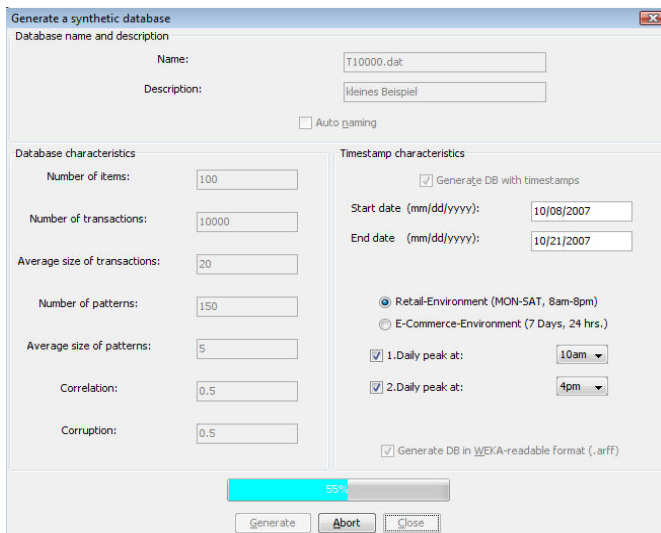 Generate a synthetic database
Database name and description
Name: T10000.dat
Description: kleines Beispiel
Auto naming
Database characteristics
Number of items: 100
Number of transactions: 10000
Average size of transactions: 20
Number of patterns: 150
Average size of patterns: 5
Correlation: 0.5
Corruption: 0.5
Timestamp characteristics
Generate DB with timestamps
Start date (mm/dd/yyyy): 10/08/2007
End date (mm/dd/yyyy): 10/21/2007
Retail-Environment (MON-SAT, 8am-8pm)
E-Commerce-Environment (7 Days, 24 hrs.)
1.Daily peak at: 10am
2.Daily peak at: 4pm
Generate DB in WEKA-readable format (.arff)
55%
Generate Abort Close